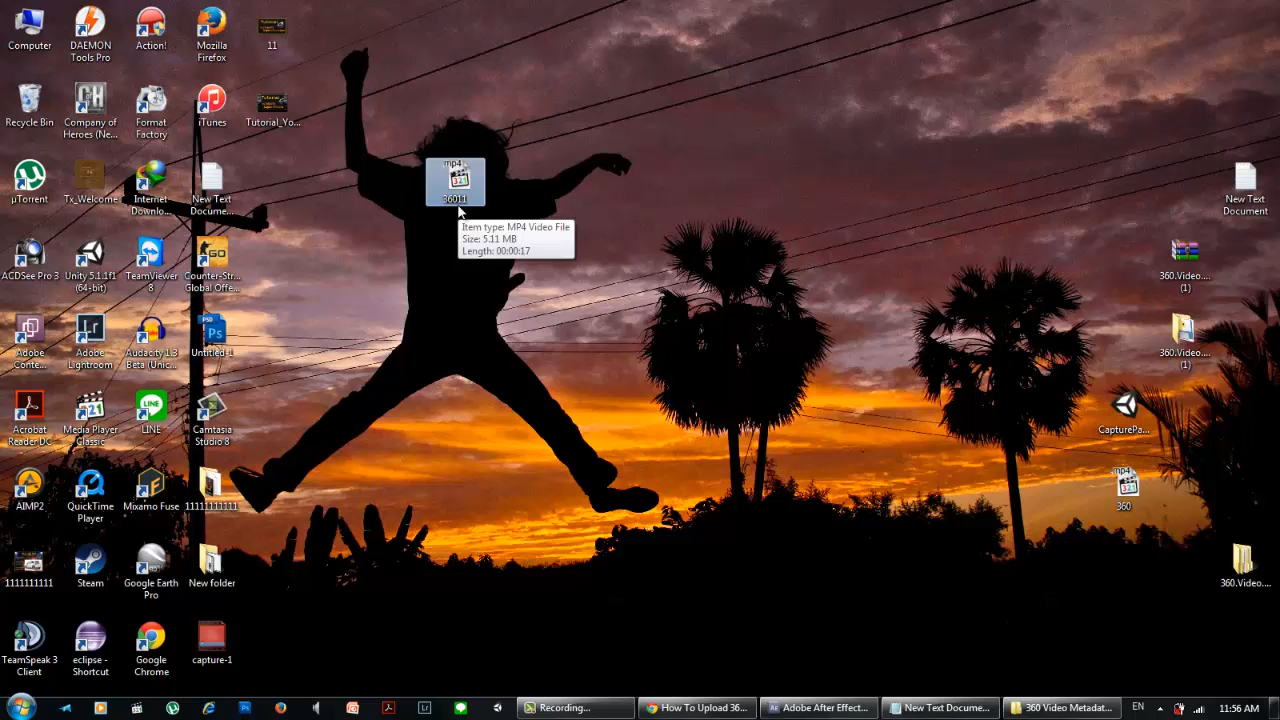 Computer
DAEMON
Tools Pro
Action!
Mozilla
Firefox
11
Recycle Bin
Company of
Heroes (Ne...
Format
Factory
iTunes
Tutorial_Yo...
µTorrent
Tx_Welcome
Internet
Downlo...
New Text
Docume...
ACDSee Pro 3
Unity 5.1.1f1
(64-bit)
TeamViewer
8
Counter-Str...
Global Offe...
Adobe
Conte...
Adobe
Lightroom
Audacity 1.3
Beta (Unic...
Untitled-1
Acrobat
Reader DC
Media Player
Classic
LINE
Camtasia
Studio 8
AIMP2
QuickTime
Player
Mixamo Fuse
11111111111
1111111111
Steam
Google Earth
Pro
New folder
TeamSpeak 3
Client
eclipse -
Shortcut
Google
Chrome
capture-1
mp4
36011
Item type: MP4 Video File
Size: 5.11 MB
Length: 00:00:17
New Text
Document
360.Video....
(1)
360.Video....
(1)
CapturePa...
mp4
360
360.Video....
Recording...
How To Upload 36...
Adobe After Effect...
New Text Docume...
360 Video Metadat...
EN
11:56 AM